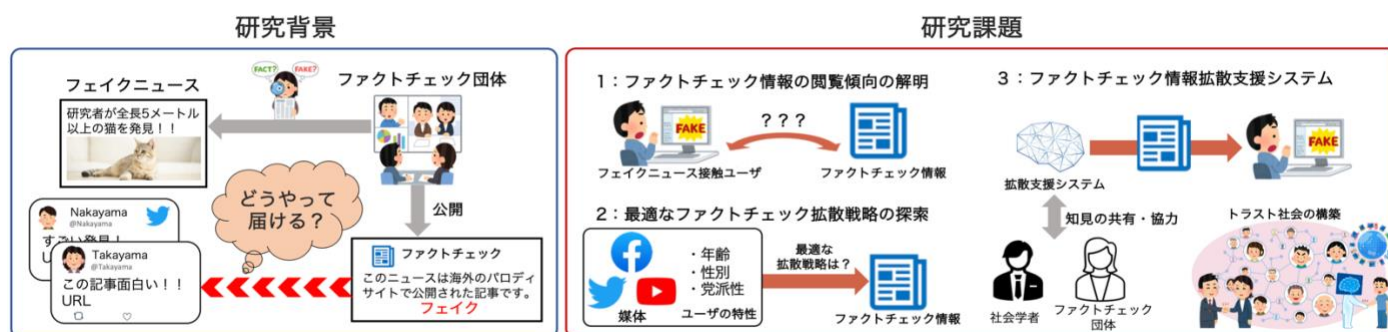 研究背景
研究課題
フェイクニュース
FACT?
FAKE?
ファクトチェック団体
研究者が全長5メートル
以上の猫を発見!!
どうやって
届ける?
公開
Nakayama
@Nakayama
すごい発見!
U
Takayama
@Takayama
この記事面白い!!
URL
ファクトチェック
このニュースは海外のパロディ
サイトで公開された記事です。
フェイク
1:ファクトチェック情報の閲覧傾向の解明
FAKE
???
フェイクニュース接触ユーザ
ファクトチェック情報
2:最適なファクトチェック拡散戦略の探索
・年齢
・性別
・党派性
媒体
ユーザの特性
最適な
拡散戦略は?
ファクトチェック情報
3:ファクトチェック情報拡散支援システム
FAKE
拡散支援システム
知見の共有・協力
社会学者
ファクトチェック
団体
トラスト社会の構築